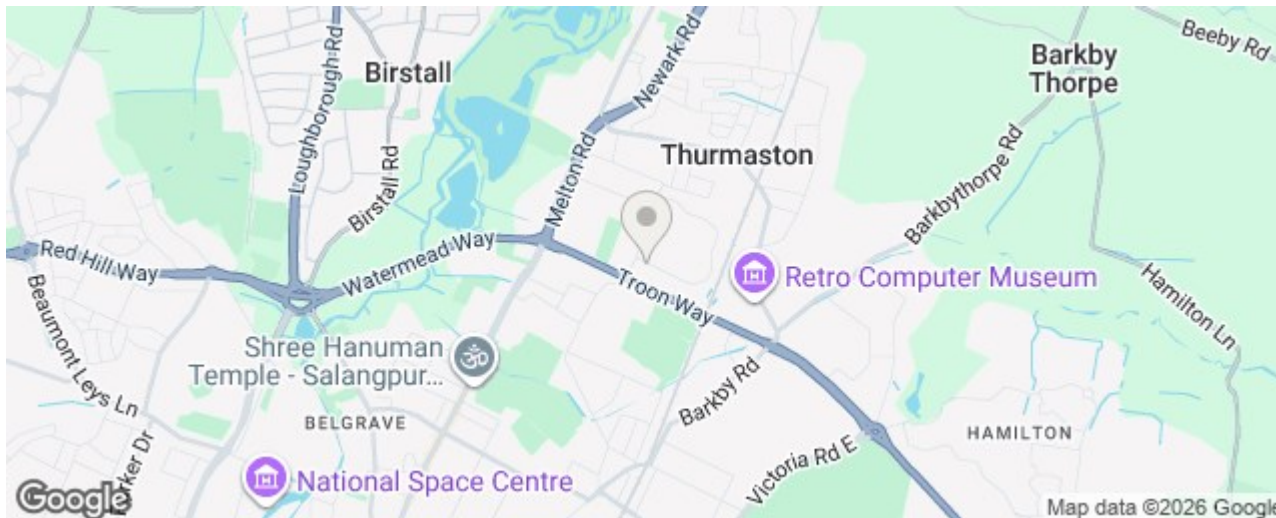 Beeby Rd
Newark Rd
Loughborough Rd
Birstall
Barkby
Thorpe
Thurmaston
Melton Rd
Birstall Rd
Barkbythorpe Rd
Red Hill Way
Watermead Way
Troon Way
Retro Computer Museum
Hamilton Ln
Beaumont Leys Ln
Shree Hanuman
Temple - Salangpur...
Barkby Rd
BELGRAVE
HAMILTON
Victoria Rd E
National Space Centre
Google
Map data ©2026 Google